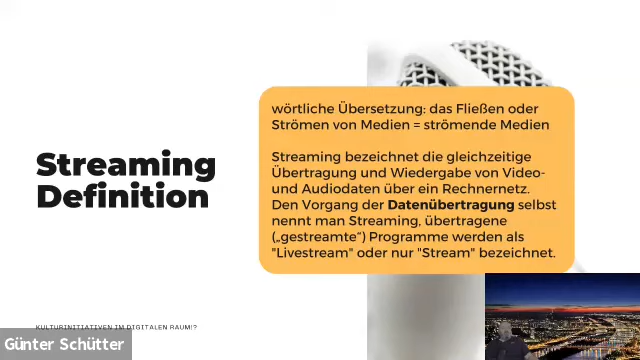 Streaming
Definition
wörtliche Übersetzung: das Fließen oder
Strömen von Medien = strömende Medien
Streaming bezeichnet die gleichzeitige
Übertragung und Wiedergabe von Video-
und Audiodaten über ein Rechnernetz.
Den Vorgang der Datenübertragung selbst
nennt man Streaming, übertragene
(„gestreamte“) Programme werden als
"Livestream" oder nur "Stream" bezeichnet.
KULTURINITIATIVEN IM DIGITALEN RAUM!?
Günter Schütter